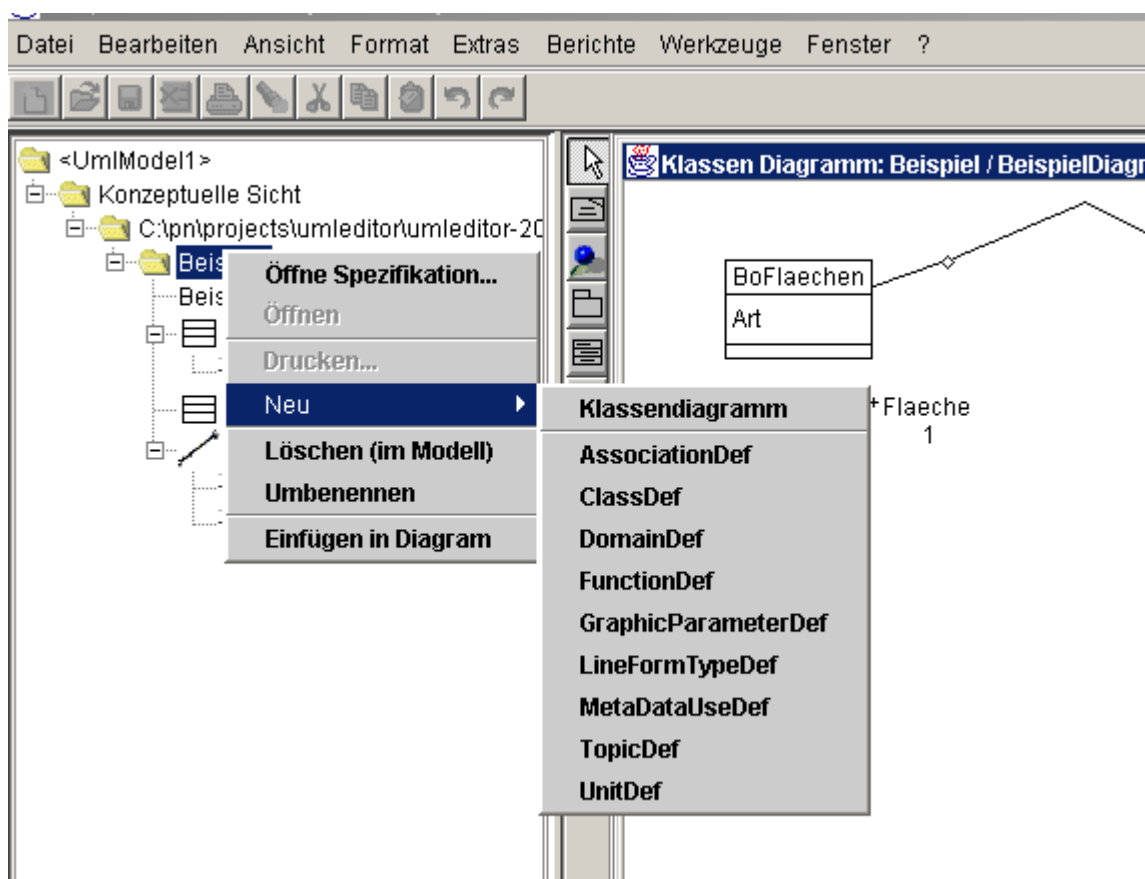 Datei Bearbeiten Ansicht Format Extras Berichte Werkzeuge Fenster ?
<UmlModel1>
Konzeptuelle Sicht
C:\pn\projects\umleditor\umleditor-20
Beis
Beis
Öffne Spezifikation...
Öffnen
Drucken...
Neu
Löschen (im Modell)
Umbenennen
Einfügen in Diagram
Klassendiagramm
AssociationDef
ClassDef
DomainDef
FunctionDef
GraphicParameterDef
LineFormTypeDef
MetaDataUseDef
TopicDef
UnitDef
Klassen Diagramm: Beispiel / BeispielDiagr
BoFlaechen
Art
+Flaeche
1